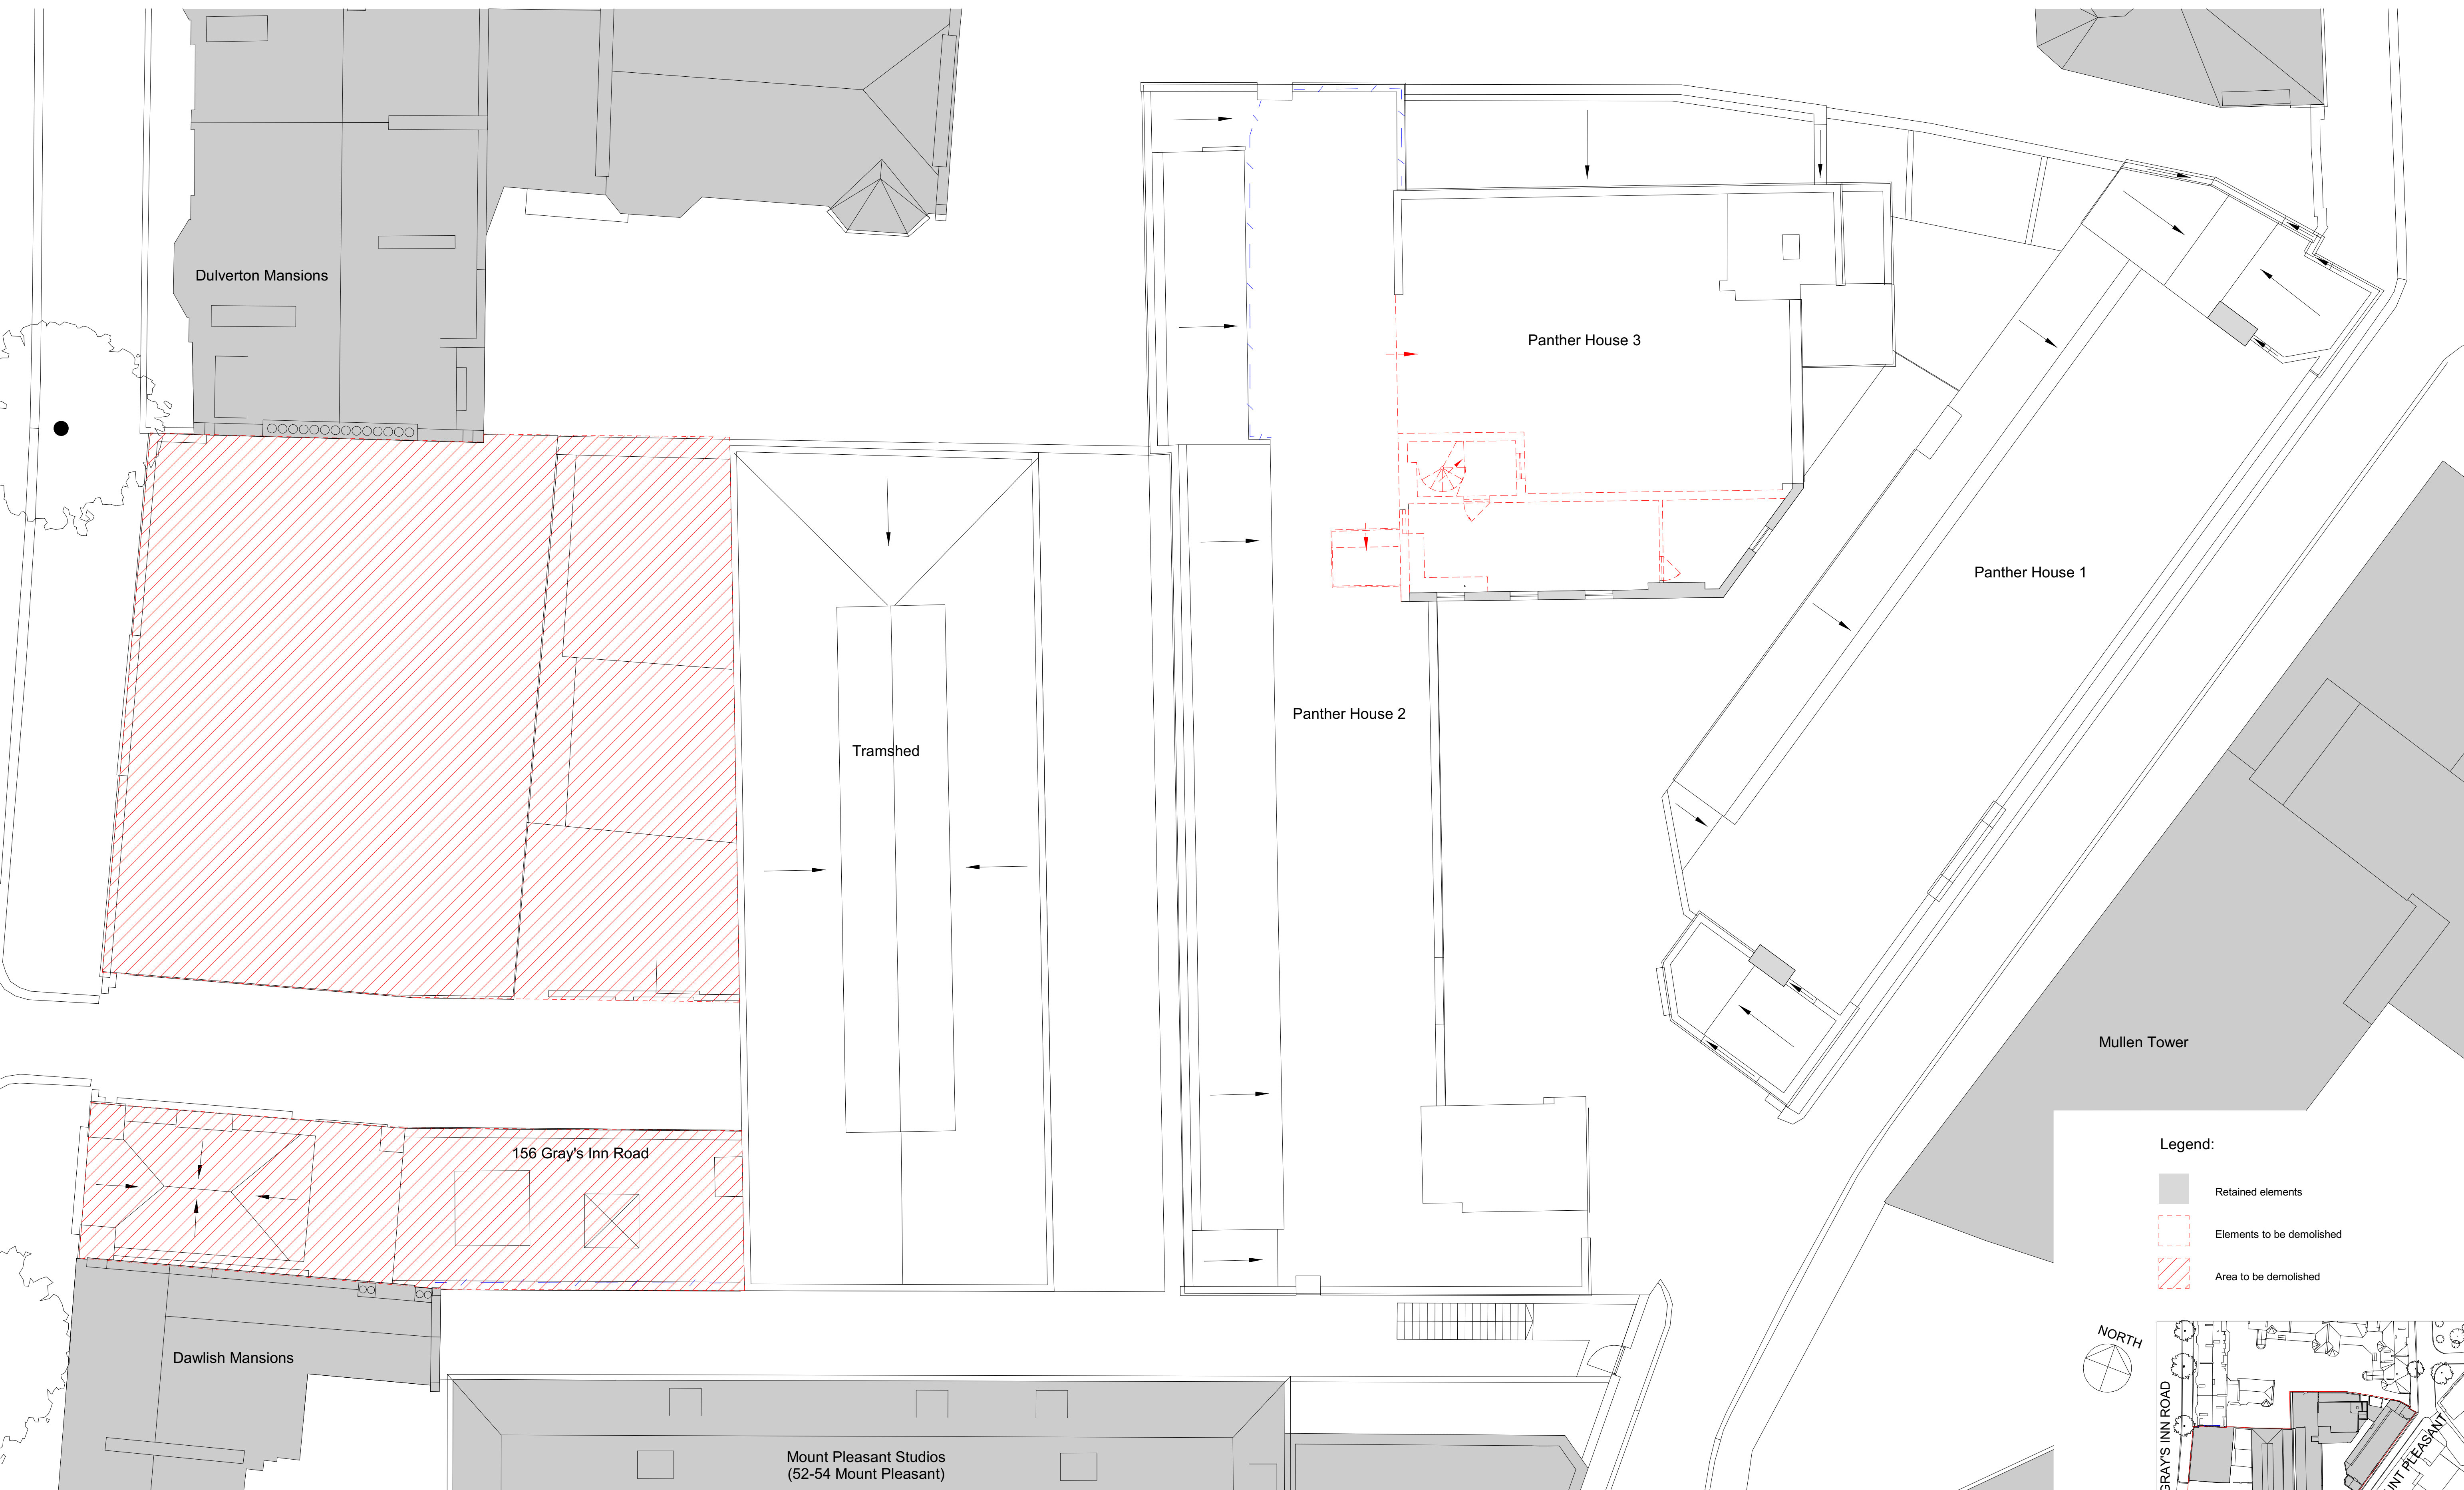 Dulverton Mansions
Panther House 3
Panther House 1
Panther House 2
Tramshed
Mullen Tower
156 Gray's Inn Road
Dawlish Mansions
Mount Pleasant Studios
(52-54 Mount Pleasant)
Legend:
Retained elements
Elements to be demolished
Area to be demolished
NORTH
GRAY'S INN ROAD
UNT PLEASANT